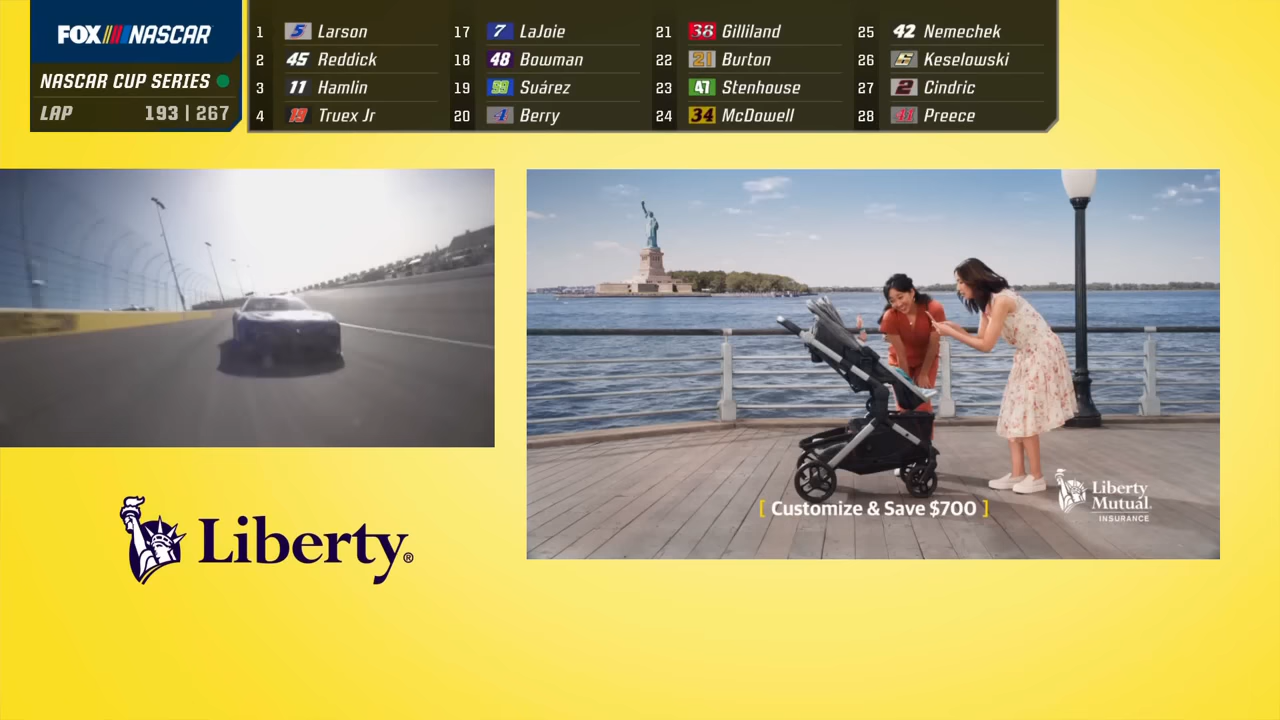 FOX NASCAR
NASCAR CUP SERIES
LAP 193 | 267
1 5 Larson
2 45 Reddick
3 11 Hamlin
4 19 Truex Jr
17 7 LaJoie
18 48 Bowman
19 99 Suárez
20 4 Berry
21 38 Gilliland
22 21 Burton
23 47 Stenhouse
24 34 McDowell
25 42 Nemechek
26 6 Keselowski
27 2 Cindric
28 41 Preece
[ Customize & Save $700 ]
Liberty
Mutual®
INSURANCE
Liberty®